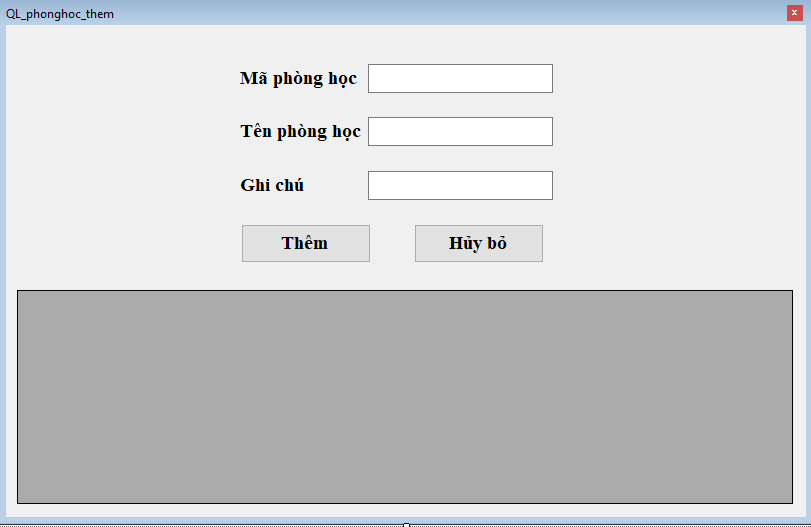 QL_phonghoc_them
Mã phòng học
Tên phòng học
Ghi chú
Thêm Hủy bỏ